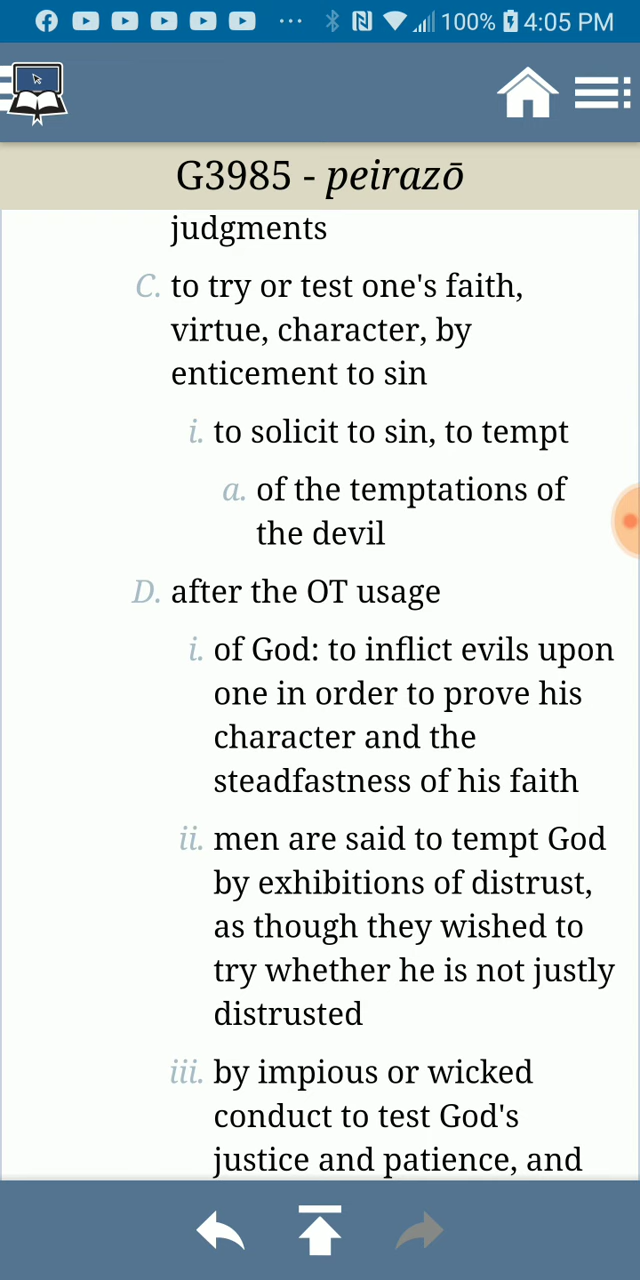 ... 100% 4:05 PM
G3985 - peirazō
judgments
C. to try or test one's faith,
virtue, character, by
enticement to sin
i. to solicit to sin, to tempt
a. of the temptations of
the devil
D. after the OT usage
i. of God: to inflict evils upon
one in order to prove his
character and the
steadfastness of his faith
ii. men are said to tempt God
by exhibitions of distrust,
as though they wished to
try whether he is not justly
distrusted
iii. by impious or wicked
conduct to test God's
justice and patience, and